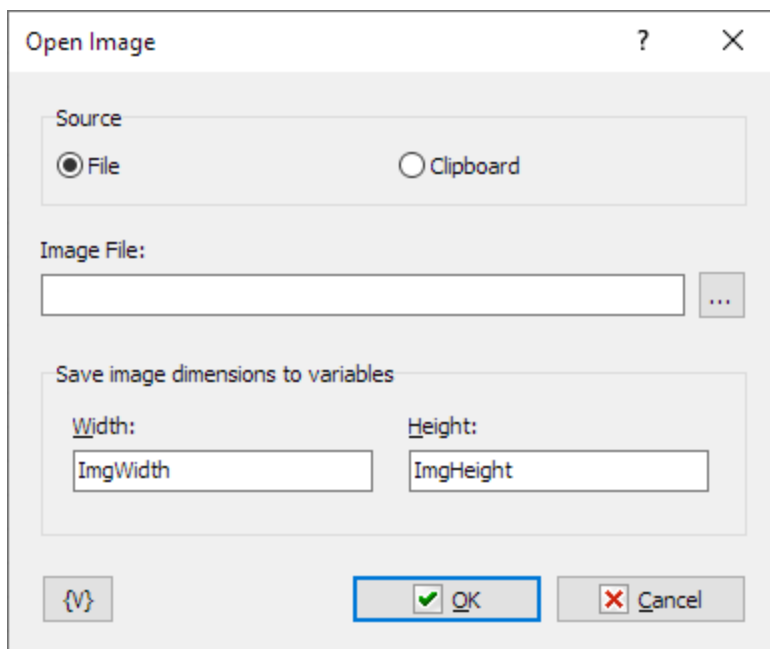 Open Image ?
Source
File Clipboard
Image File:
...
Save image dimensions to variables
Width: Height:
ImgWidth ImgHeight
{V} OK Cancel